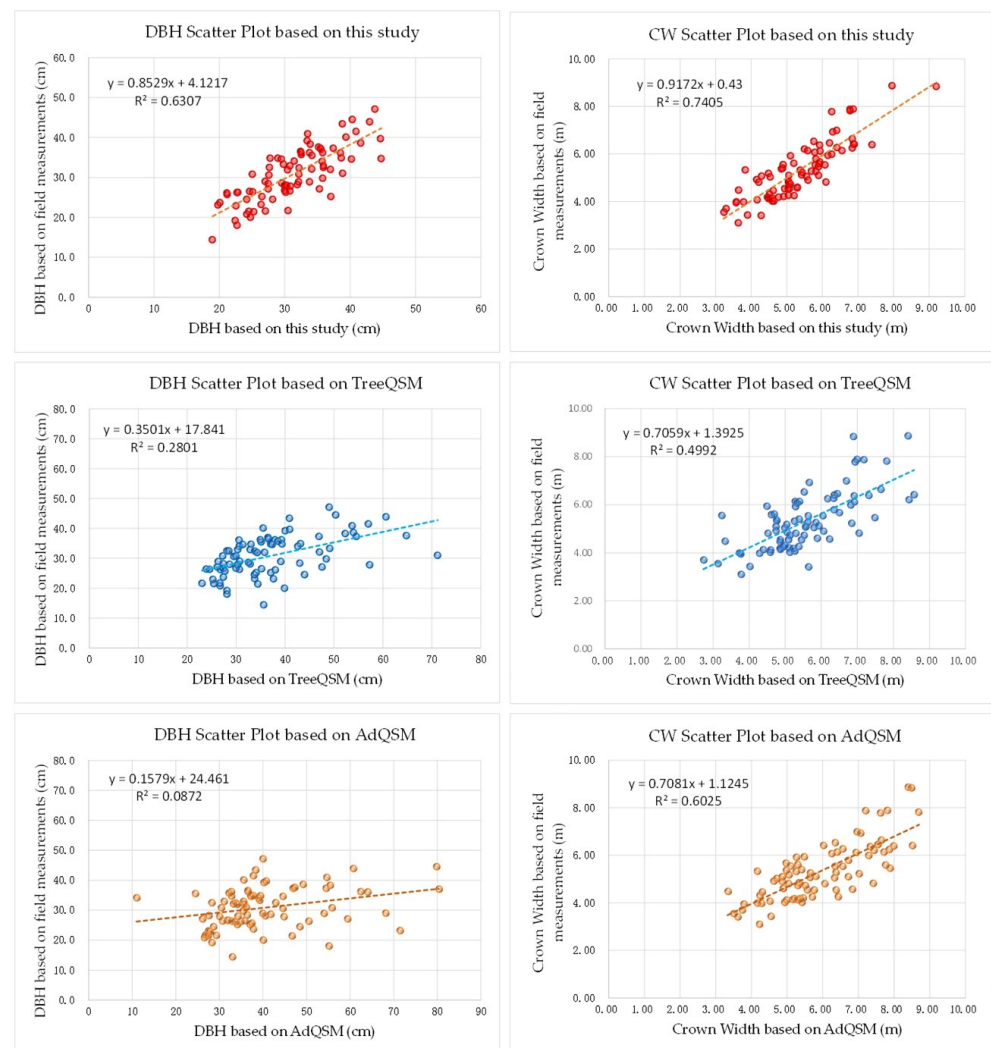 DBH Scatter Plot based on this study
DBH based on field measurements (cm)
60. 0
50. 0
40. 0
30. 0
20. 0
10. 0
0. 0
y = 0.8529x + 4.1217
R² = 0.6307
0 10 20 30 40 50 60
DBH based on this study (cm)
CW Scatter Plot based on this study
Crown Width based on field
measurements (m)
10. 00
8. 00
6. 00
4. 00
2. 00
0. 00
y = 0.9172x + 0.43
R² = 0.7405
0. 00 1. 00 2. 00 3. 00 4. 00 5. 00 6. 00 7. 00 8. 00 9. 00 10. 00
Crown Width based on this study (m)
DBH Scatter Plot based on TreeQSM
DBH based on field measurements (cm)
80. 0
70. 0
60. 0
50. 0
40. 0
30. 0
20. 0
10. 0
0. 0
y = 0.3501x + 17.841
R² = 0.2801
0 10 20 30 40 50 60 70 80
DBH based on TreeQSM (cm)
CW Scatter Plot based on TreeQSM
Crown Width based on field
measurements (m)
10. 00
8. 00
6. 00
4. 00
2. 00
0. 00
y = 0.7059x + 1.3925
R² = 0.4992
0. 00 1. 00 2. 00 3. 00 4. 00 5. 00 6. 00 7. 00 8. 00 9. 00 10. 00
Crown Width based on TreeQSM (m)
DBH Scatter Plot based on AdQSM
DBH based on field measurements (cm)
80. 0
70. 0
60. 0
50. 0
40. 0
30. 0
20. 0
10. 0
0. 0
y = 0.1579x + 24.461
R² = 0.0872
0 10 20 30 40 50 60 70 80 90
DBH based on AdQSM (cm)
CW Scatter Plot based on AdQSM
Crown Width based on field
measurements (m)
10. 00
8. 00
6. 00
4. 00
2. 00
0. 00
y = 0.7081x + 1.1245
R² = 0.6025
0. 00 1. 00 2. 00 3. 00 4. 00 5. 00 6. 00 7. 00 8. 00 9. 00 10. 00
Crown Width based on AdQSM (m)